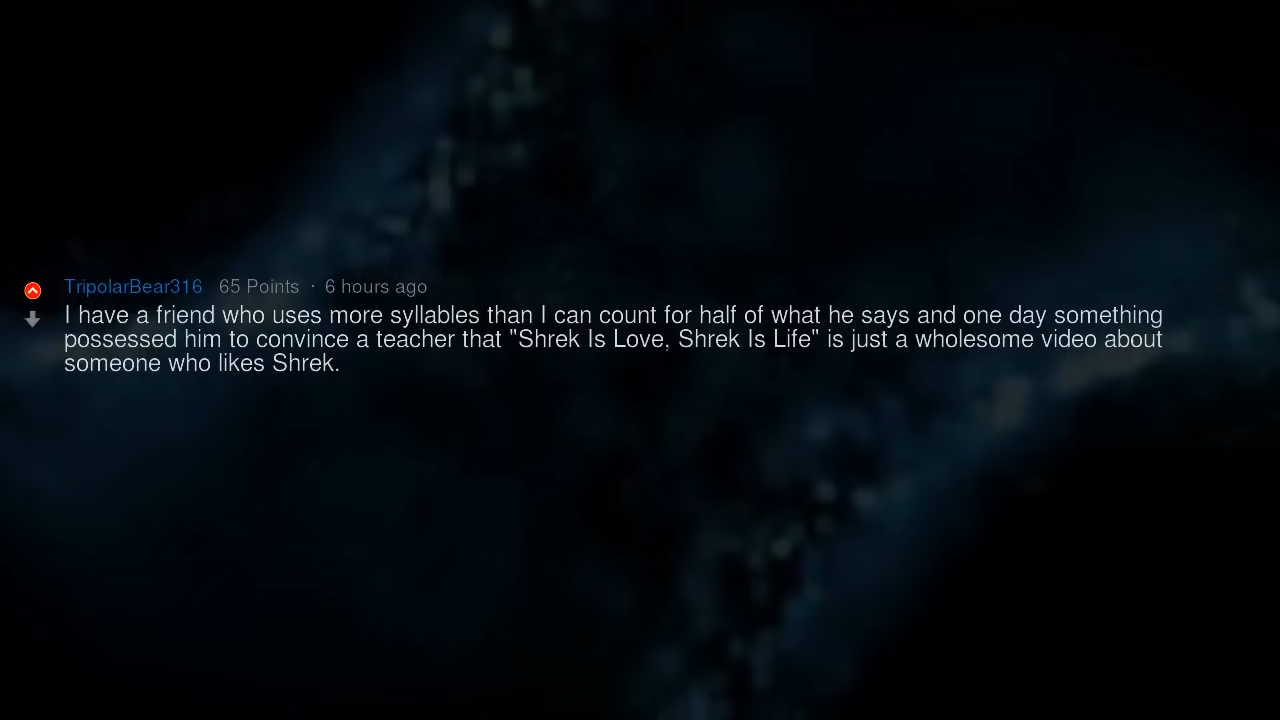 TripolarBear316 65 Points · 6 hours ago
I have a friend who uses more syllables than I can count for half of what he says and one day something
possessed him to convince a teacher that "Shrek Is Love, Shrek Is Life" is just a wholesome video about
someone who likes Shrek.